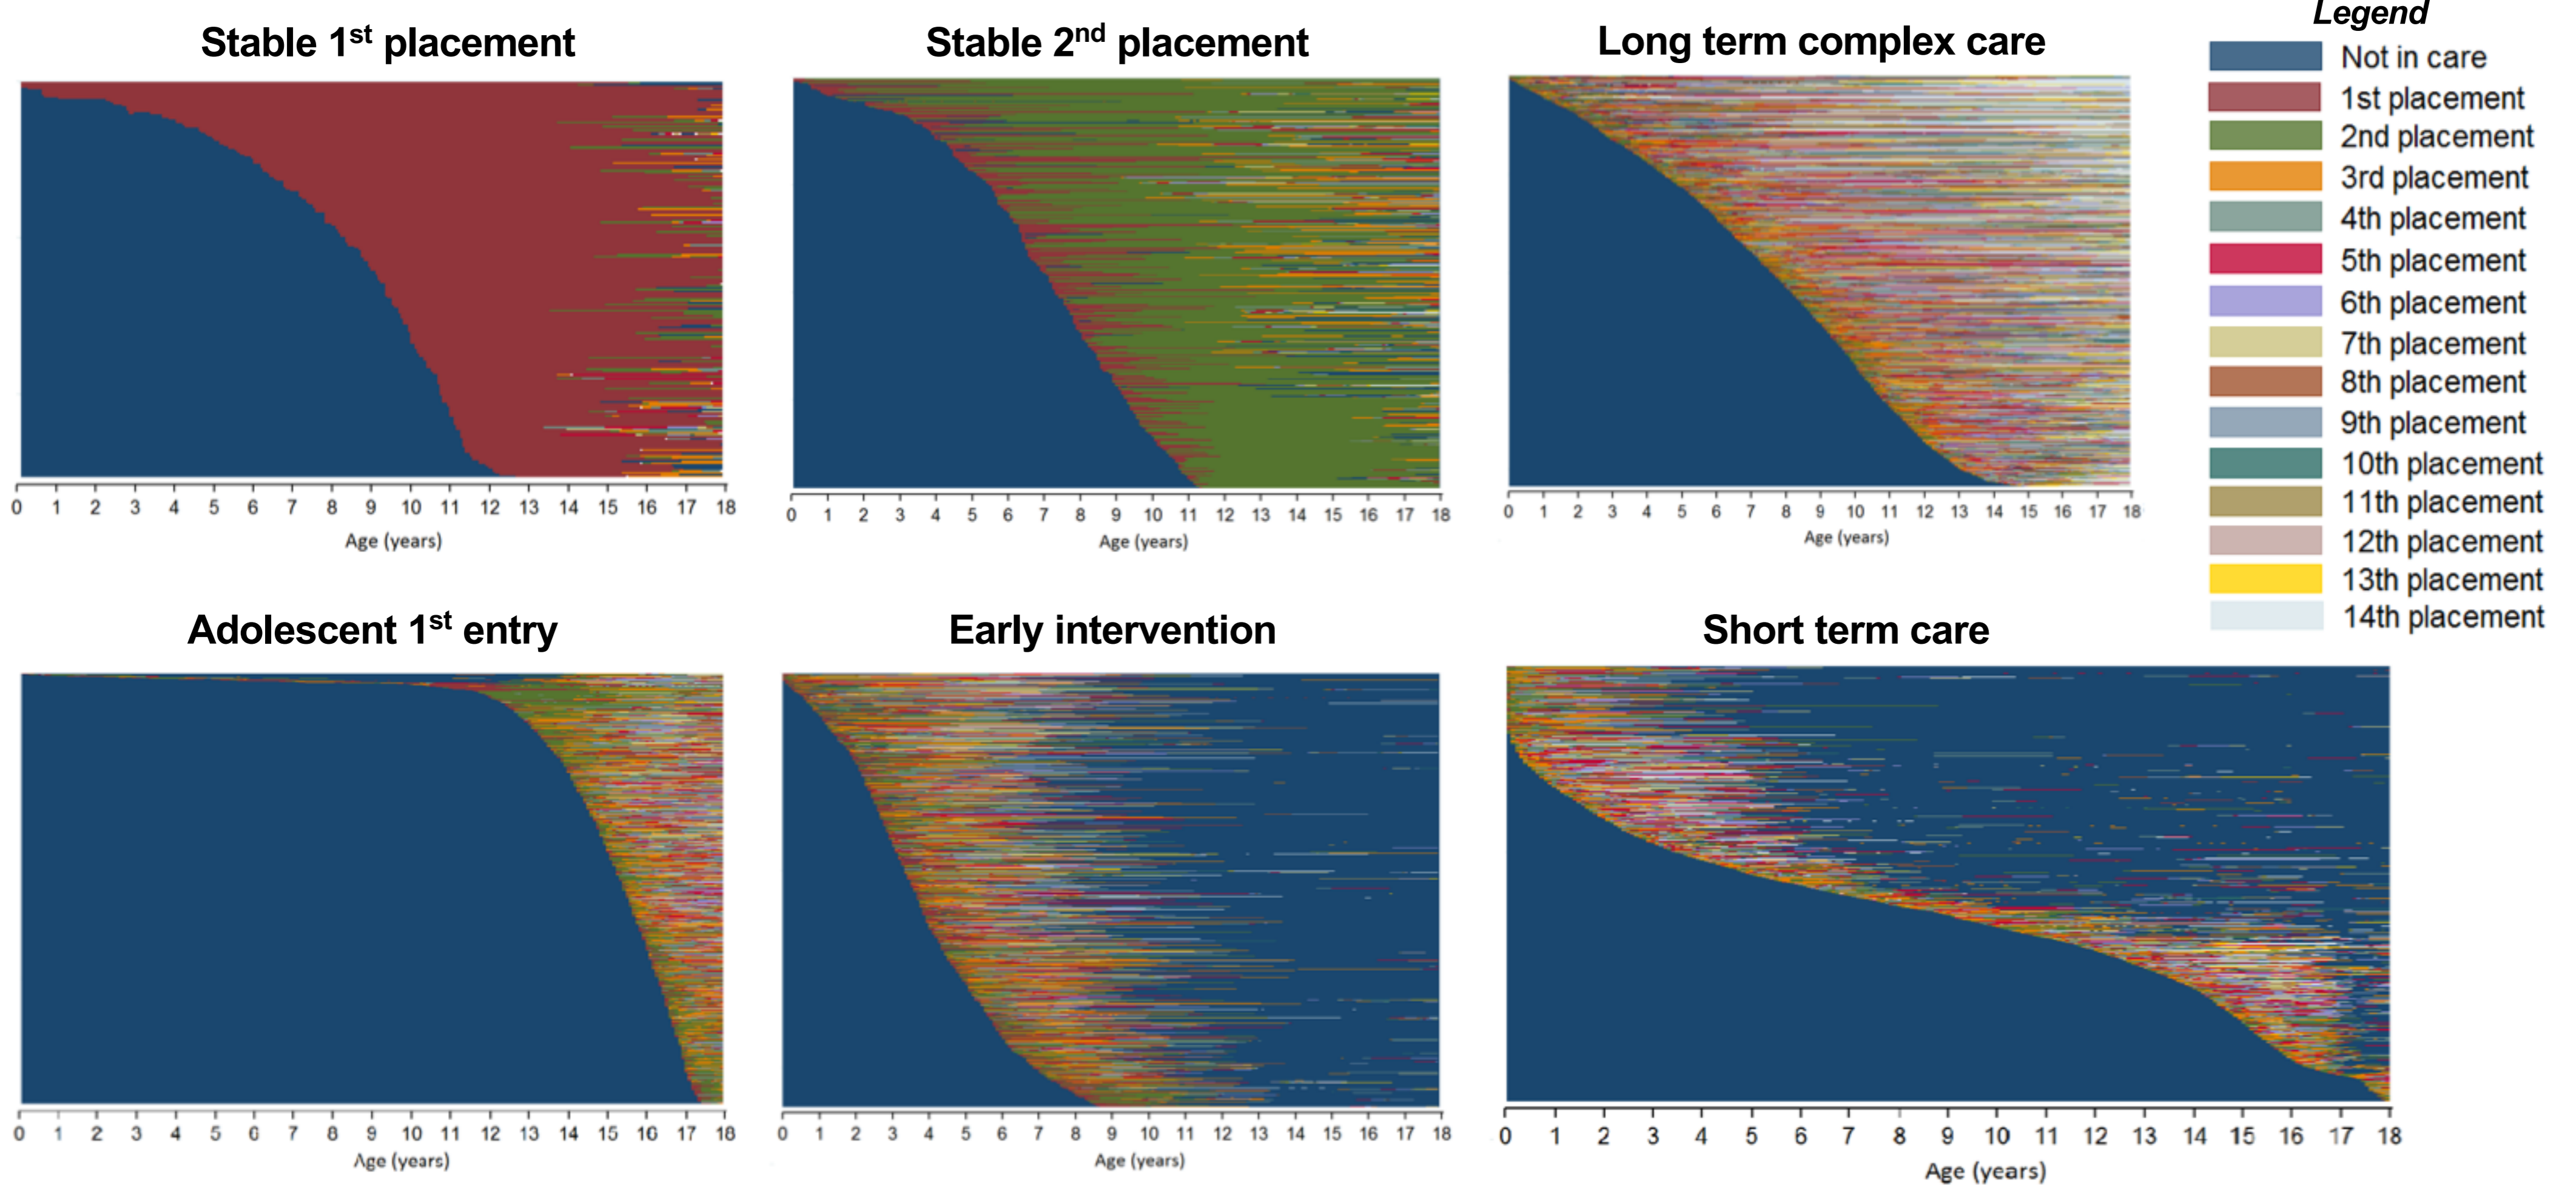 Stable 1st placement
Stable 2nd placement
Long term complex care
Legend
Not in care
1st placement
2nd placement
3rd placement
4th placement
5th placement
6th placement
7th placement
8th placement
9th placement
10th placement
11th placement
12th placement
13th placement
14th placement
0 1 2 3 4 5 6 7 8 9 10 11 12 13 14 15 16 17 18
Age (years)
0 1 2 3 4 5 6 7 8 9 10 11 12 13 14 15 16 17 18
Age (years)
0 1 2 3 4 5 6 7 8 9 10 11 12 13 14 15 16 17 18
Age (years)
Adolescent 1st entry
Early intervention
Short term care
0 1 2 3 4 5 6 7 8 9 10 11 12 13 14 15 16 17 18
Age (years)
0 1 2 3 4 5 6 7 8 9 10 11 12 13 14 15 16 17 18
Age (years)
0 1 2 3 4 5 6 7 8 9 10 11 12 13 14 15 16 17 18
Age (years)